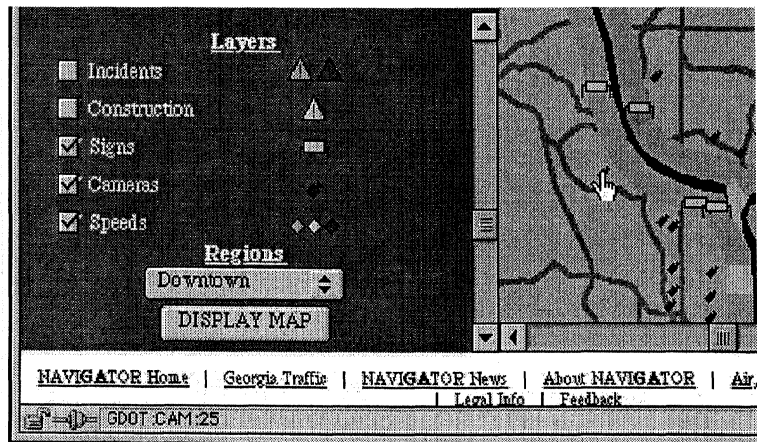 Layers
Incidents
Construction
Signs
Cameras
Speeds
Regions
Downtown
DISPLAY MAP
NAVIGATOR Home | Georgia Traffic | NAVIGATOR News | About NAVIGATOR | Air,
| Legal Info | Feedback
GDOT:CAM:25